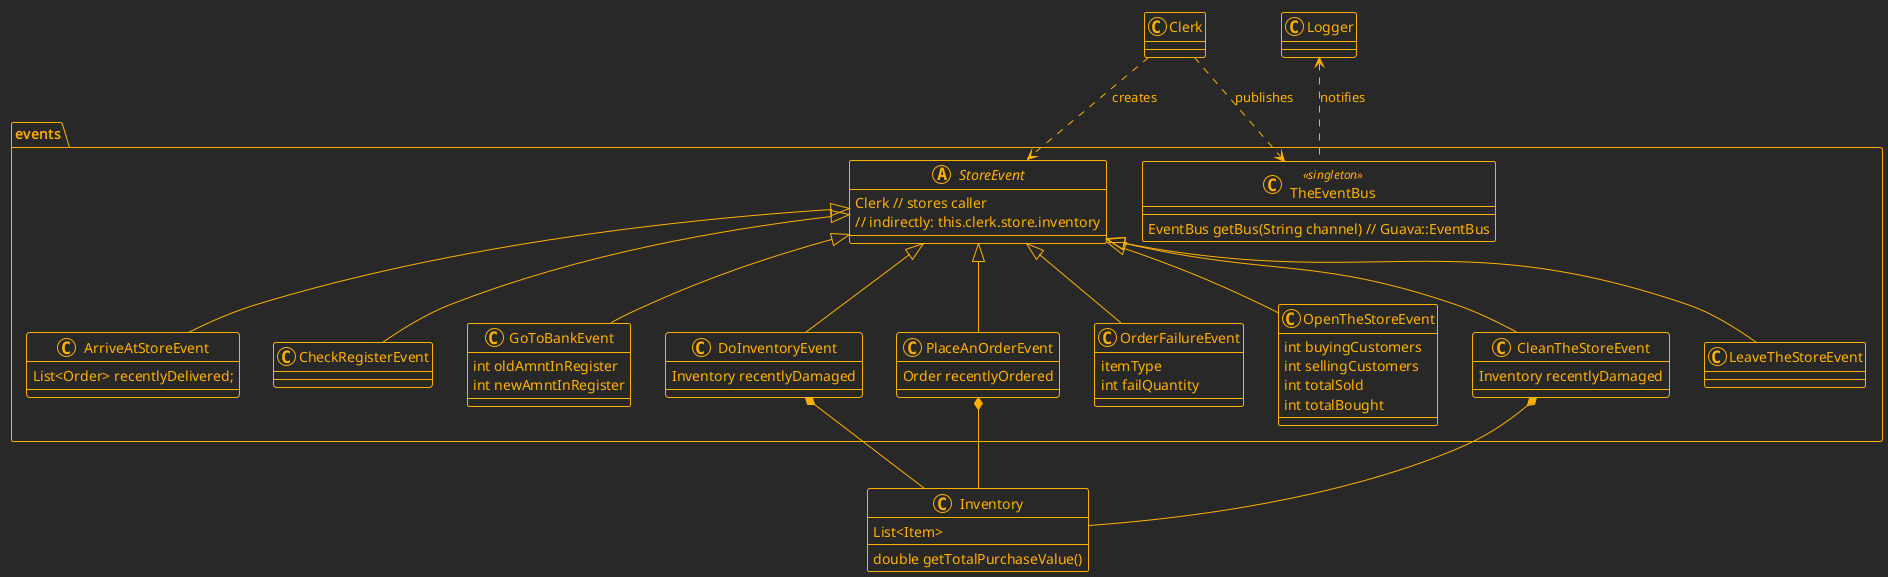 C Clerk
C Logger
creates
publishes
notifies
events
A StoreEvent
Clerk // stores caller
// indirectly: this.clerk.store.inventory
C «singleton»
TheEventBus
EventBus getBus(String channel) // Guava::EventBus
C ArriveAtStoreEvent
List<Order> recentlyDelivered;
C CheckRegisterEvent
C GoToBankEvent
int oldAmntInRegister
int newAmntInRegister
C DoInventoryEvent
Inventory recentlyDamaged
C PlaceAnOrderEvent
Order recentlyOrdered
C OrderFailureEvent
itemType
int failQuantity
C OpenTheStoreEvent
int buyingCustomers
int sellingCustomers
int totalSold
int totalBought
C CleanTheStoreEvent
Inventory recentlyDamaged
C LeaveTheStoreEvent
C Inventory
List<Item>
double getTotalPurchaseValue()